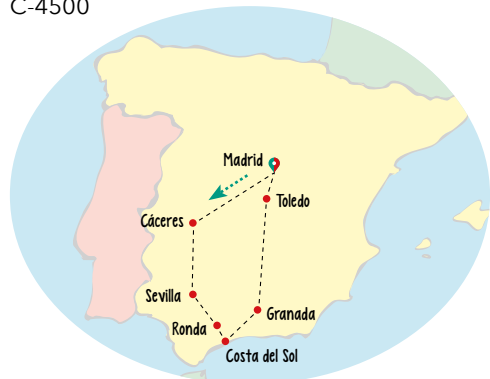 C-4500
Madrid
Toledo
Cáceres
Sevilla
Granada
Ronda
Costa del Sol